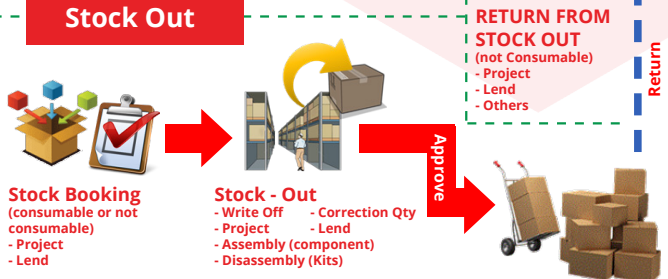 Stock Out
RETURN FROM
STOCK OUT
(not Consumable)
- Project
- Lend
- Others
Return
Approve
Stock Booking
(consumable or not
consumable)
- Project
- Lend
Stock - Out
- Write Off - Correction Qty
- Project - Lend
- Assembly (component)
- Disassembly (Kits)